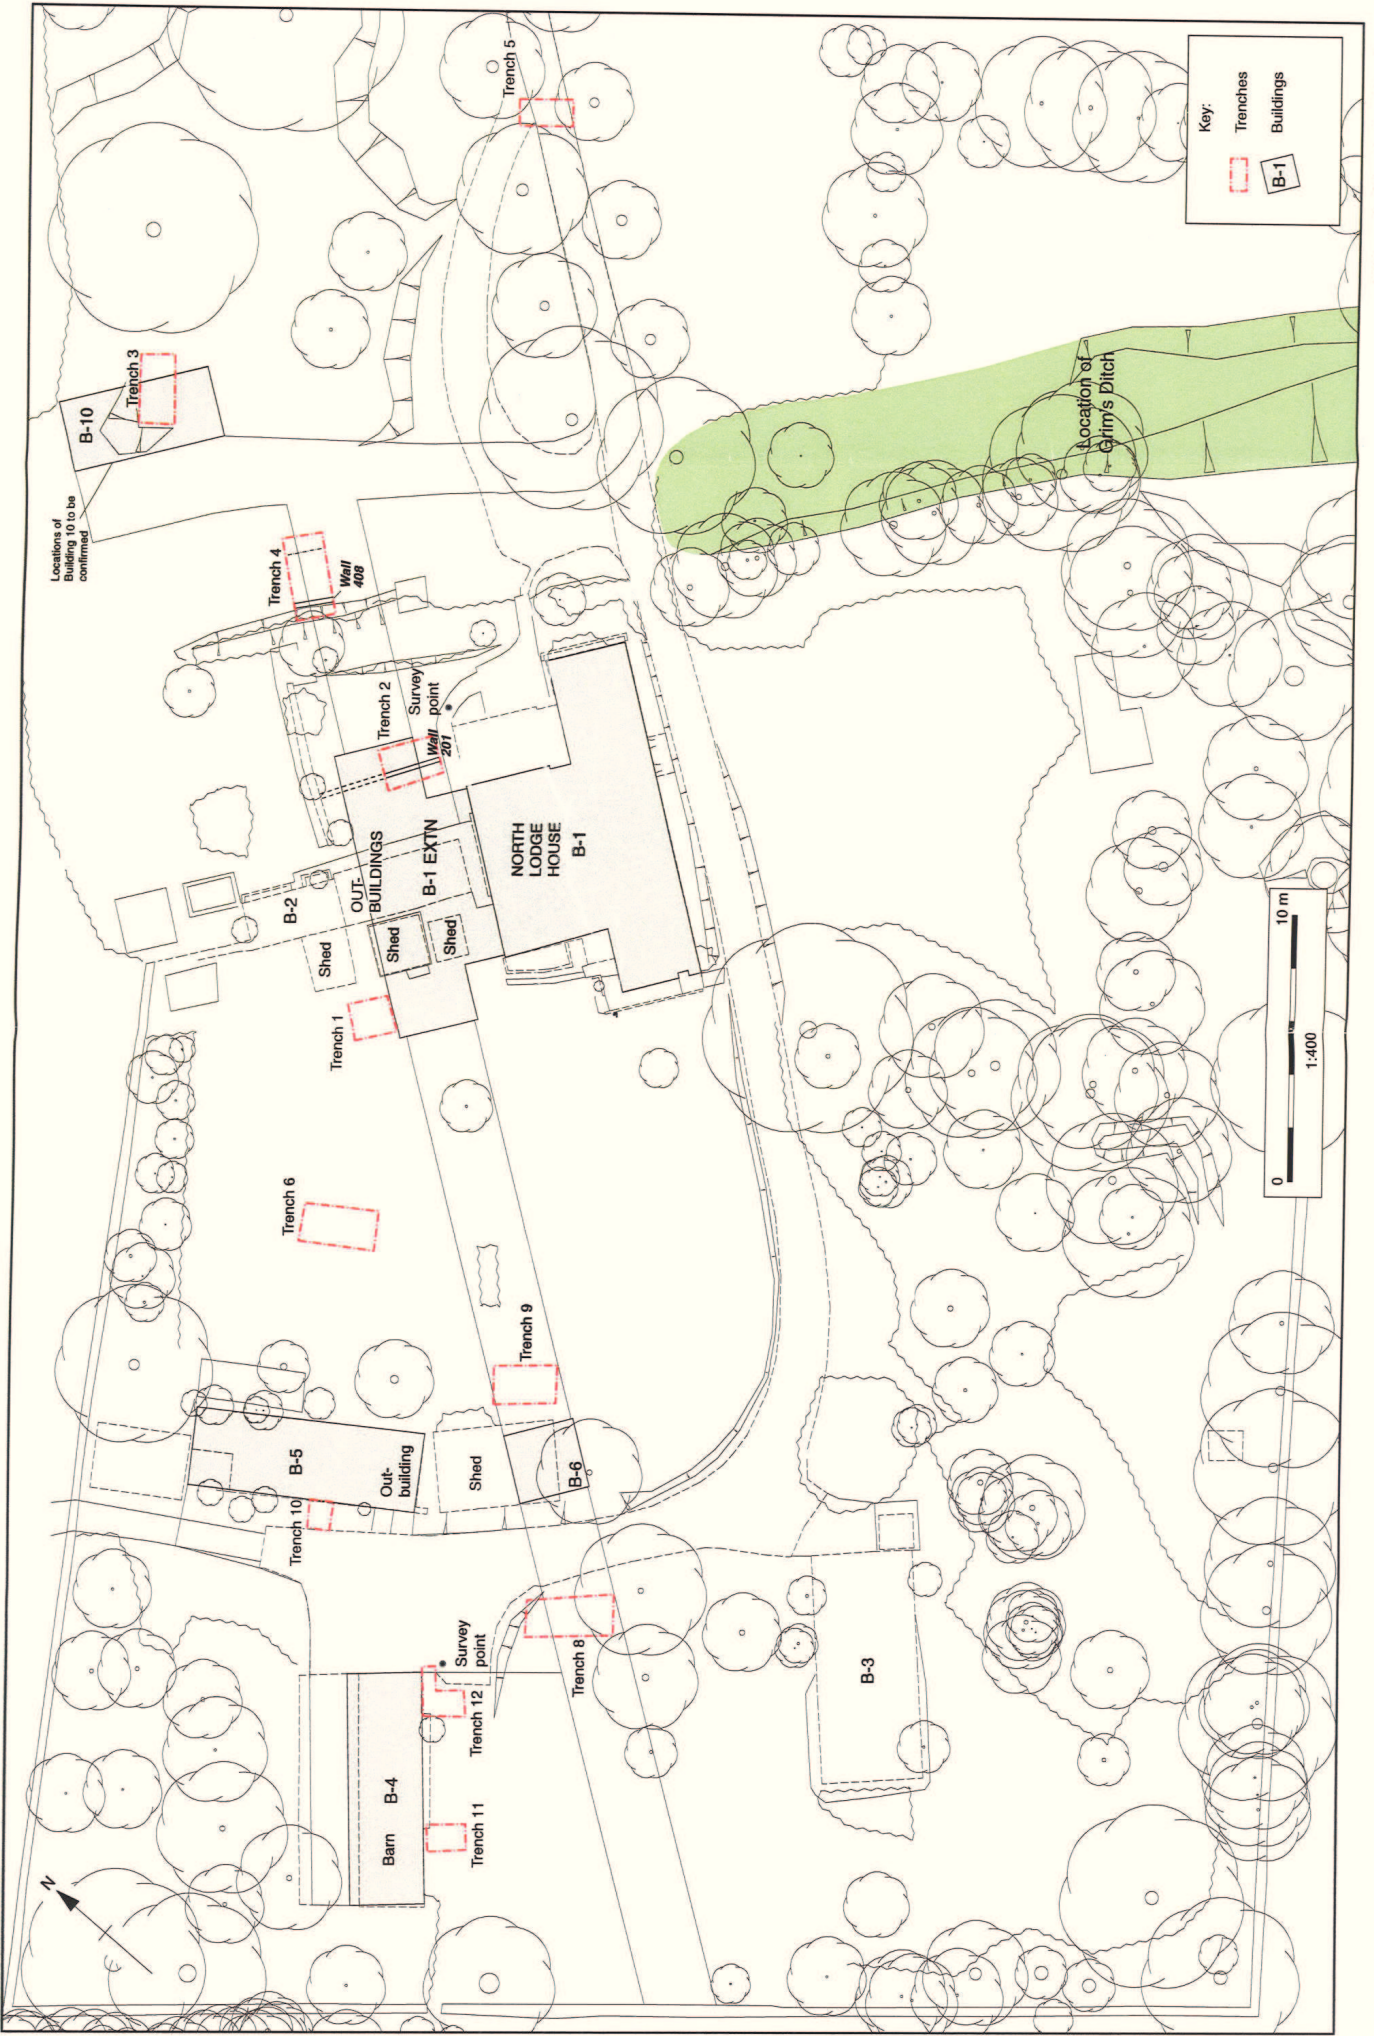 Locations of
Building 10 to be
confirmed
B-10
Trench 3
Trench 5
Key:
Trenches
B-1
Buildings
Trench 4
Wall
408
Trench 2
Survey
point
Wall
201
Location of
Grim's Ditch
OUT-
BUILDINGS
B-1 EXTN
NORTH
LODGE
HOUSE
B-1
B-2
Shed
Shed
Shed
Trench 1
Trench 6
Trench 9
B-5
Out-
building
Shed
B-6
Trench 10
Trench 8
Survey
point
Trench 12
Trench 11
Barn
B-4
B-3
N
0
10 m
1:400